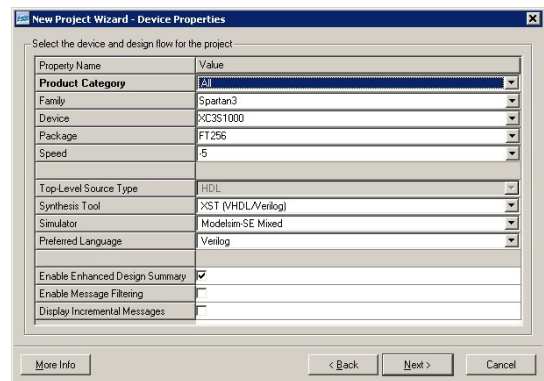 New Project Wizard - Device Properties
Select the device and design flow for the project
Property Name Value
Product Category All
Family Spartan3
Device XC3S1000
Package FT256
Speed -5
Top-Level Source Type HDL
Synthesis Tool XST (VHDL/Verilog)
Simulator Modelsim-SE Mixed
Preferred Language Verilog
Enable Enhanced Design Summary
Enable Message Filtering
Display Incremental Messages
More Info < Back Next > Cancel